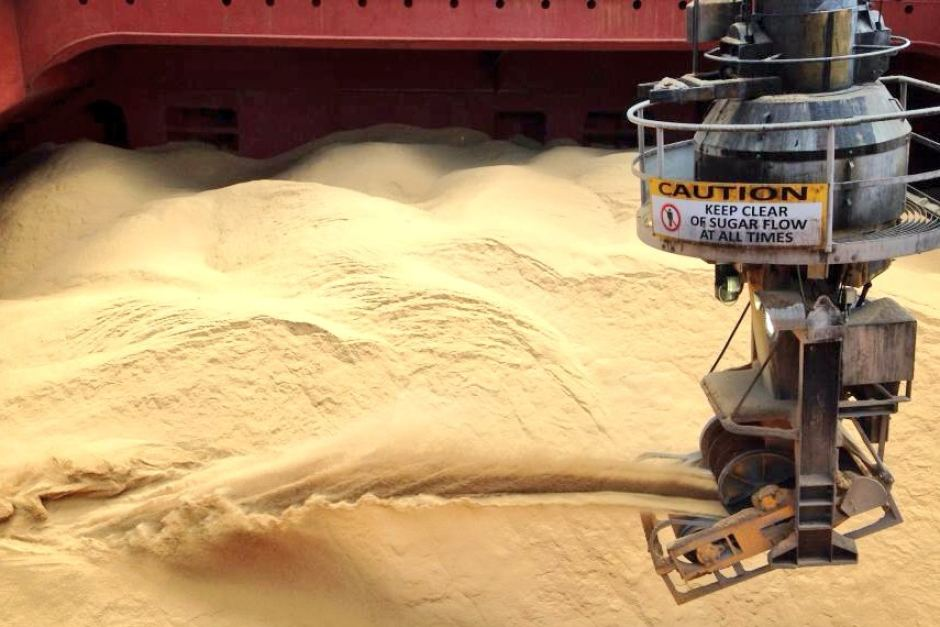 CAUTION
KEEP CLEAR
OF SUGAR FLOW
AT ALL TIMES